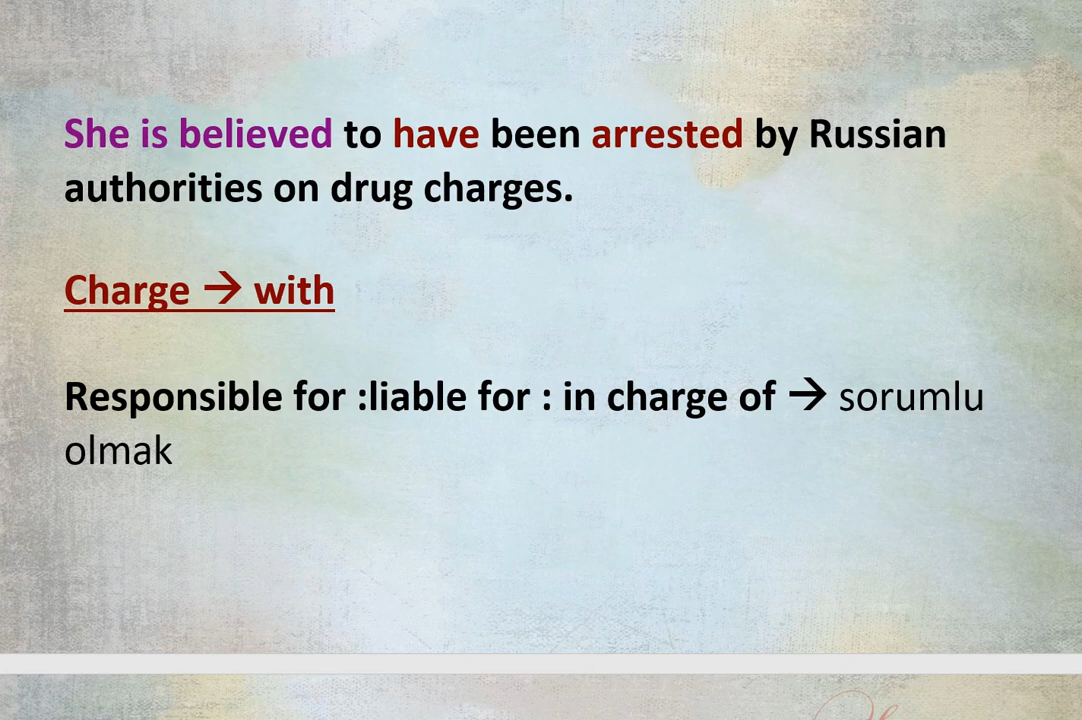 She is believed to have been arrested by Russian
authorities on drug charges.
Charge → with
Responsible for :liable for : in charge of → sorumlu
olmak